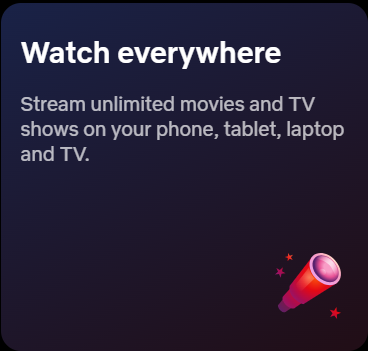 Watch everywhere
Stream unlimited movies and TV
shows on your phone, tablet, laptop
and TV.